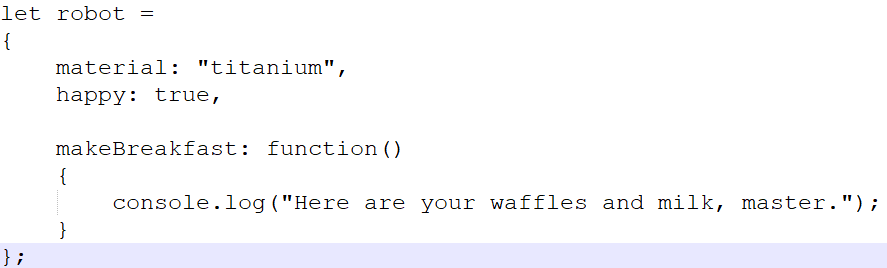 let robot =
{
    material: "titanium",
    happy: true,

    makeBreakfast: function()
    {
        console.log("Here are your waffles and milk, master.");
    }
};